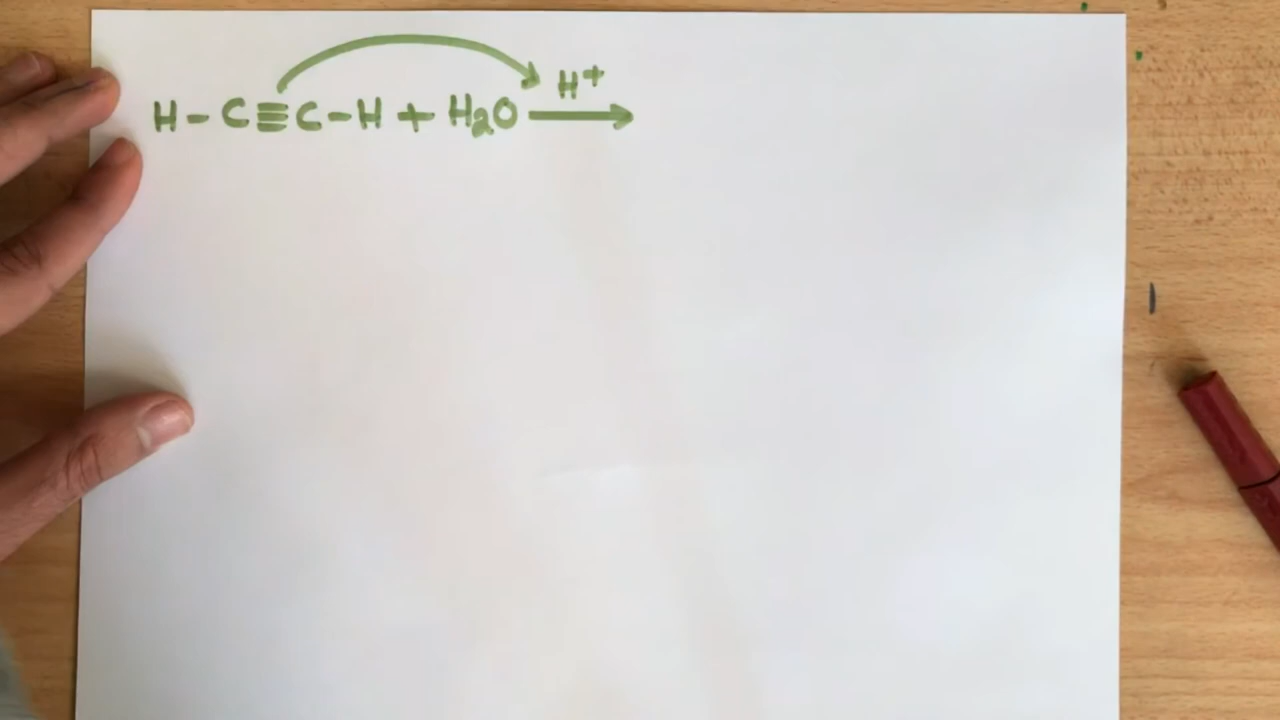 H+
H-C≡C-H + H2O →